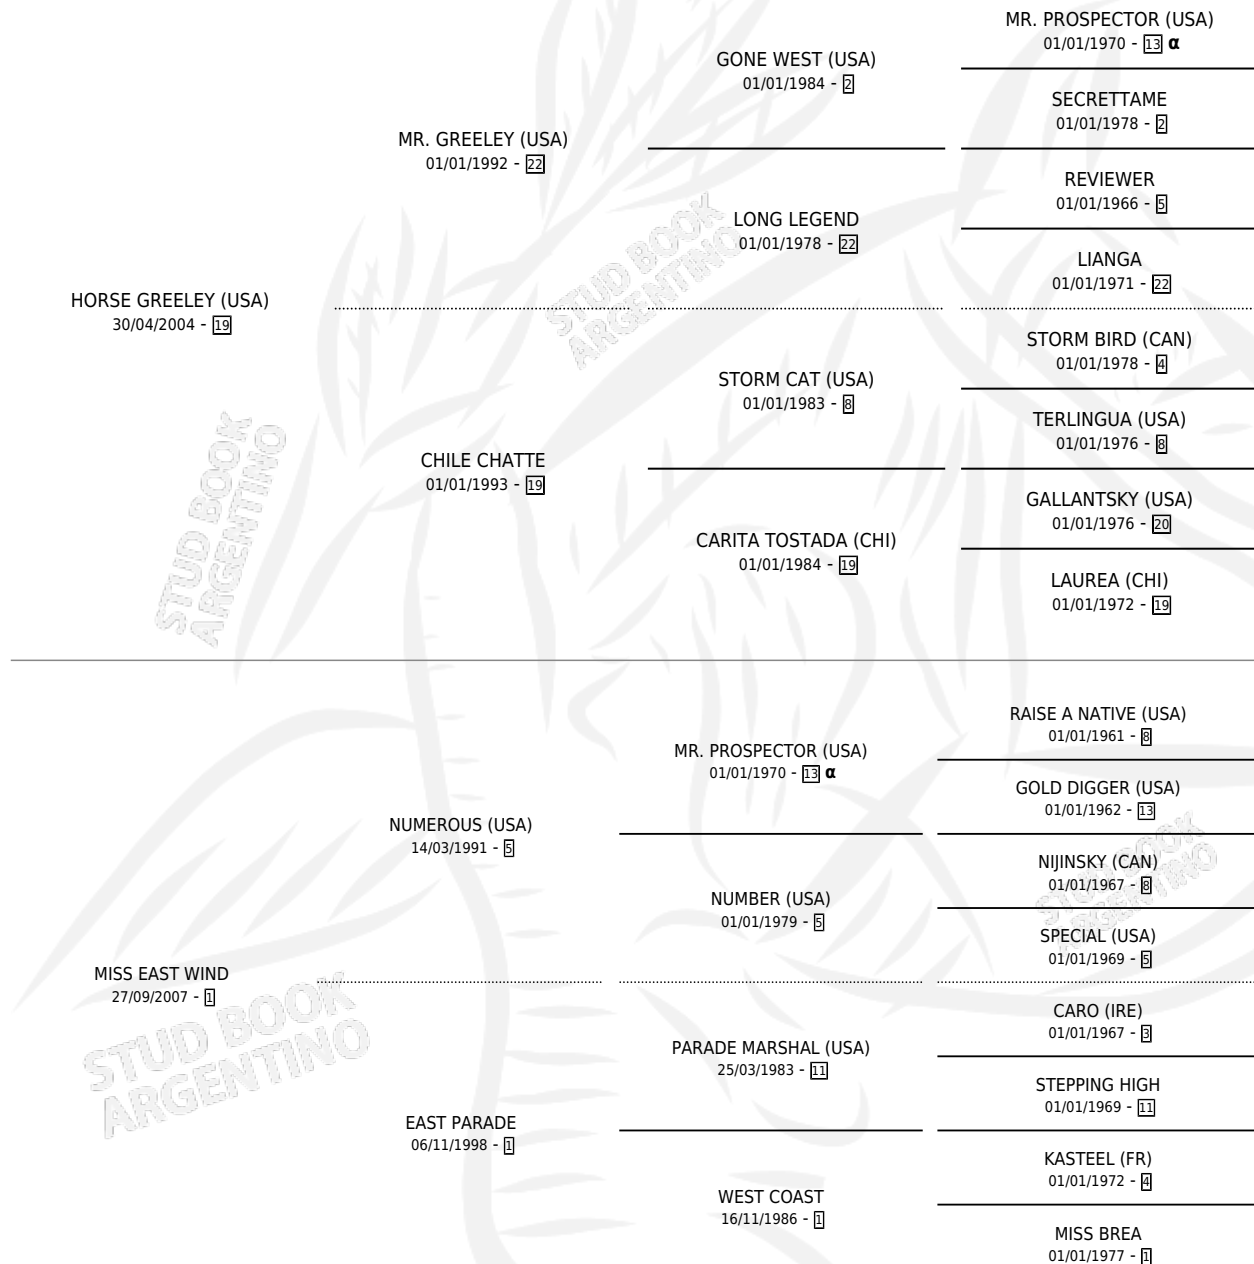 MR. PROSPECTOR (USA)
01/01/1970 - 13 α
GONE WEST (USA)
01/01/1984 - 2
SECRETTAME
01/01/1978 - 2
MR. GREELEY (USA)
01/01/1992 - 22
REVIEWER
01/01/1966 - 5
LONG LEGEND
01/01/1978 - 22
LIANGA
01/01/1971 - 22
HORSE GREELEY (USA)
30/04/2004 - 19
STORM BIRD (CAN)
01/01/1978 - 4
STORM CAT (USA)
01/01/1983 - 8
TERLINGUA (USA)
01/01/1976 - 8
CHILE CHATTE
01/01/1993 - 19
GALLANTSKY (USA)
01/01/1976 - 20
CARITA TOSTADA (CHI)
01/01/1984 - 19
LAUREA (CHI)
01/01/1972 - 19
RAISE A NATIVE (USA)
01/01/1961 - 8
MR. PROSPECTOR (USA)
01/01/1970 - 13 α
GOLD DIGGER (USA)
01/01/1962 - 13
NUMEROUS (USA)
14/03/1991 - 5
NIJINSKY (CAN)
01/01/1967 - 8
NUMBER (USA)
01/01/1979 - 5
SPECIAL (USA)
01/01/1969 - 5
MISS EAST WIND
27/09/2007 - 1
CARO (IRE)
01/01/1967 - 3
PARADE MARSHAL (USA)
25/03/1983 - 11
STEPPING HIGH
01/01/1969 - 11
EAST PARADE
06/11/1998 - 1
KASTEEL (FR)
01/01/1972 - 4
WEST COAST
16/11/1986 - 1
MISS BREA
01/01/1977 - 1
STUD BOOK
ARGENTINO
STUD BOOK
ARGENTINO
STUD BOOK
ARGENTINO
STUD BOOK
ARGENTINO